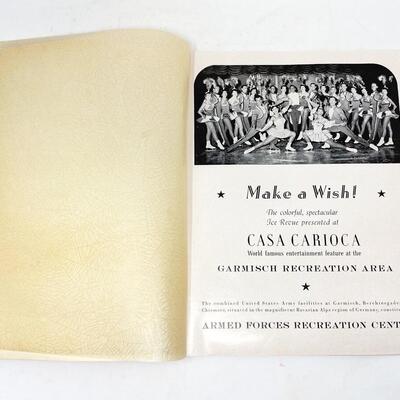 Make a Wish!
The colorful, spectacular
Ice Revue presented at
CASA CARIOCA
World famous entertainment feature at the
GARMISCH RECREATION AREA
The combined United States Army facilities at Garmisch,
Chiemsee, situated in the magnificent Bavarian Alps region of Germany,
ARMED FORCES RECREATION CENT